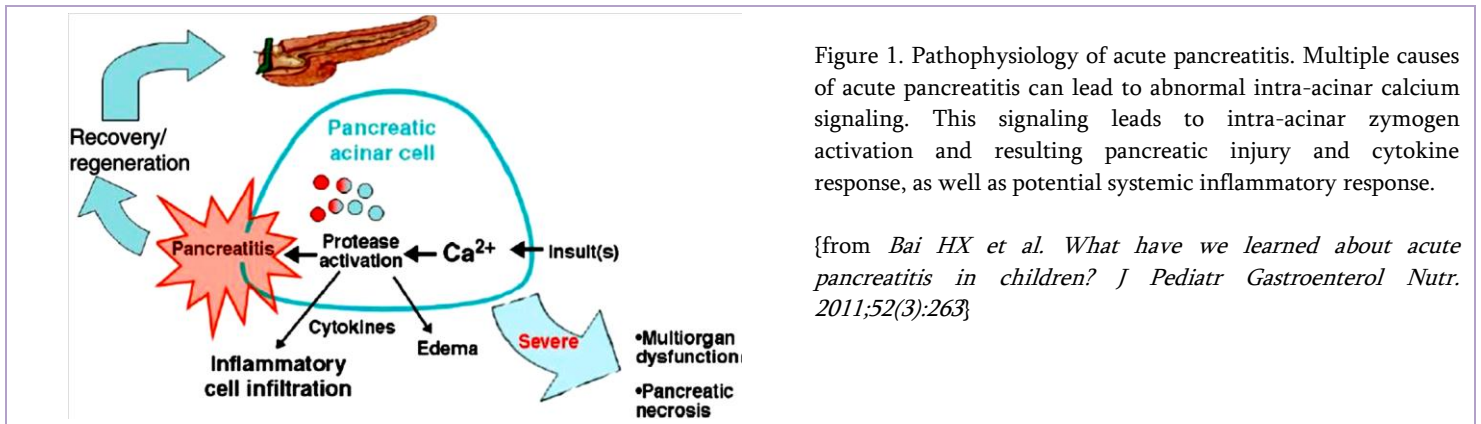 Recovery/
regeneration
Pancreatic
acinar cell
Pancreatitis
Protease
activation
Ca2+
Insult(s)
Cytokines
Edema
Inflammatory
cell infiltration
Severe
•Multiorgan
dysfunction
•Pancreatic
necrosis
Figure 1. Pathophysiology of acute pancreatitis. Multiple causes
of acute pancreatitis can lead to abnormal intra-acinar calcium
signaling. This signaling leads to intra-acinar zymogen
activation and resulting pancreatic injury and cytokine
response, as well as potential systemic inflammatory response.
{from Bai HX et al. What have we learned about acute
pancreatitis in children? J Pediatr Gastroenterol Nutr.
2011;52(3):263}